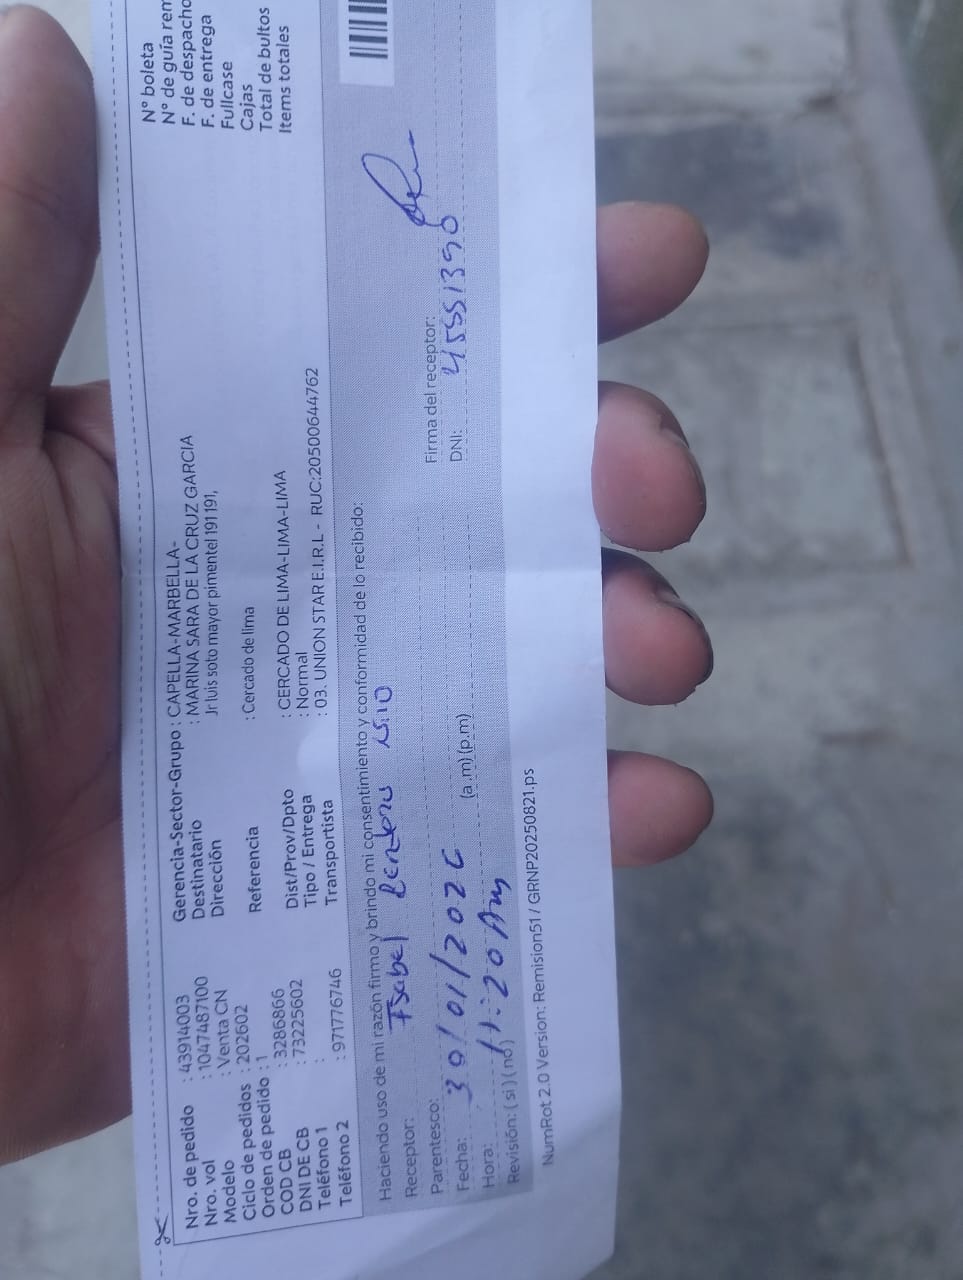 Nro. de pedido : 43914003
Nro. vol : 1047487100
Modelo : Venta CN
Ciclo de pedidos : 202602
Orden de pedido : 1
COD CB : 3286866
DNI DE CB : 73225602
Teléfono 1 :
Teléfono 2 : 971776746
Gerencia-Sector-Grupo : CAPELLA-MARBELLA-
Destinatario : MARINA SARA DE LA CRUZ GARCIA
Dirección Jr luis soto mayor pimentel 191 191,
Referencia : Cercado de lima
Dist/Prov/Dpto : CERCADO DE LIMA-LIMA-LIMA
Tipo / Entrega : Normal
Transportista : 03. UNION STAR E.I.R.L - RUC:20500644762
N° boleta
N° de guía rem
F. de despacho
F. de entrega
Fullcase
Cajas
Total de bultos
Items totales
Haciendo uso de mi razón firmo y brindo mi consentimiento y conformidad de lo recibido:
Receptor: Isabel
Parentesco:
Fecha: 30/01/202
Hora: 11:20 Am (a.m) (p.m)
Revisión: ( si ) ( no )
Firma del receptor:
DNI: 45551390
NumRot 2.0 Version: Remision51 / GRNP20250821.ps